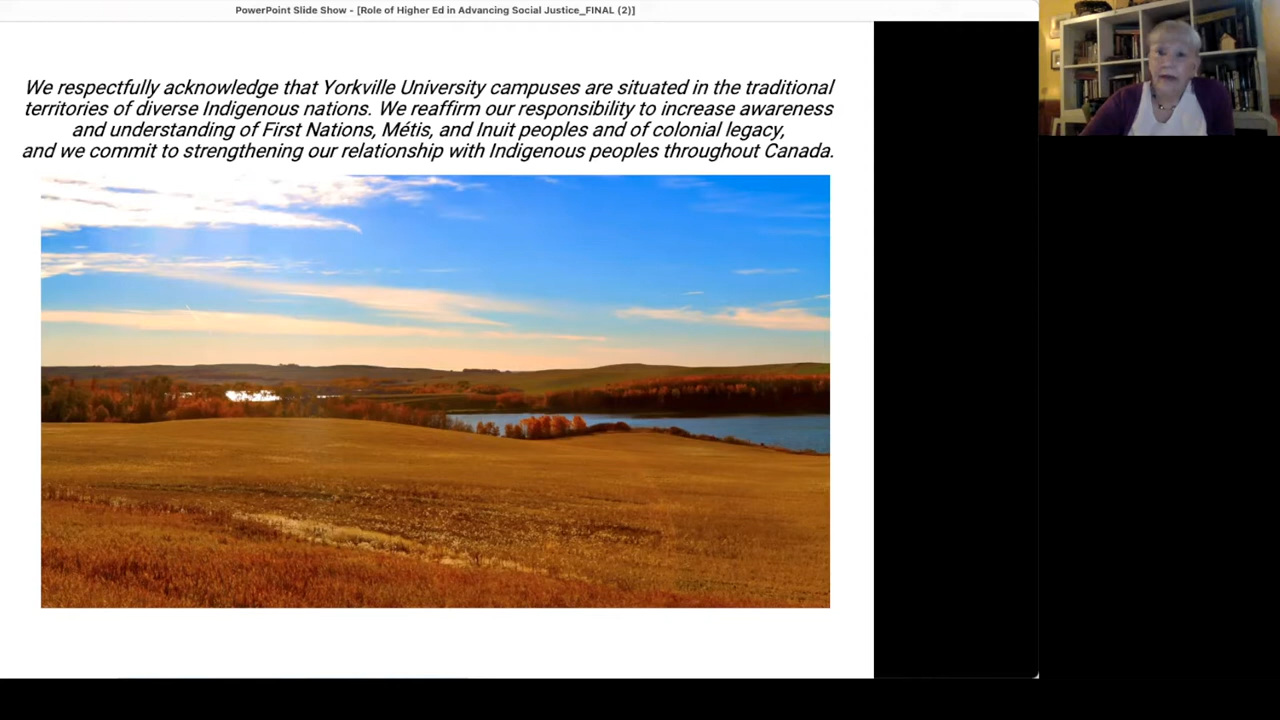 PowerPoint Slide Show - [Role of Higher Ed in Advancing Social Justice_FINAL (2)]
We respectfully acknowledge that Yorkville University campuses are situated in the traditional
territories of diverse Indigenous nations. We reaffirm our responsibility to increase awareness
and understanding of First Nations, Métis, and Inuit peoples and of colonial legacy,
and we commit to strengthening our relationship with Indigenous peoples throughout Canada.